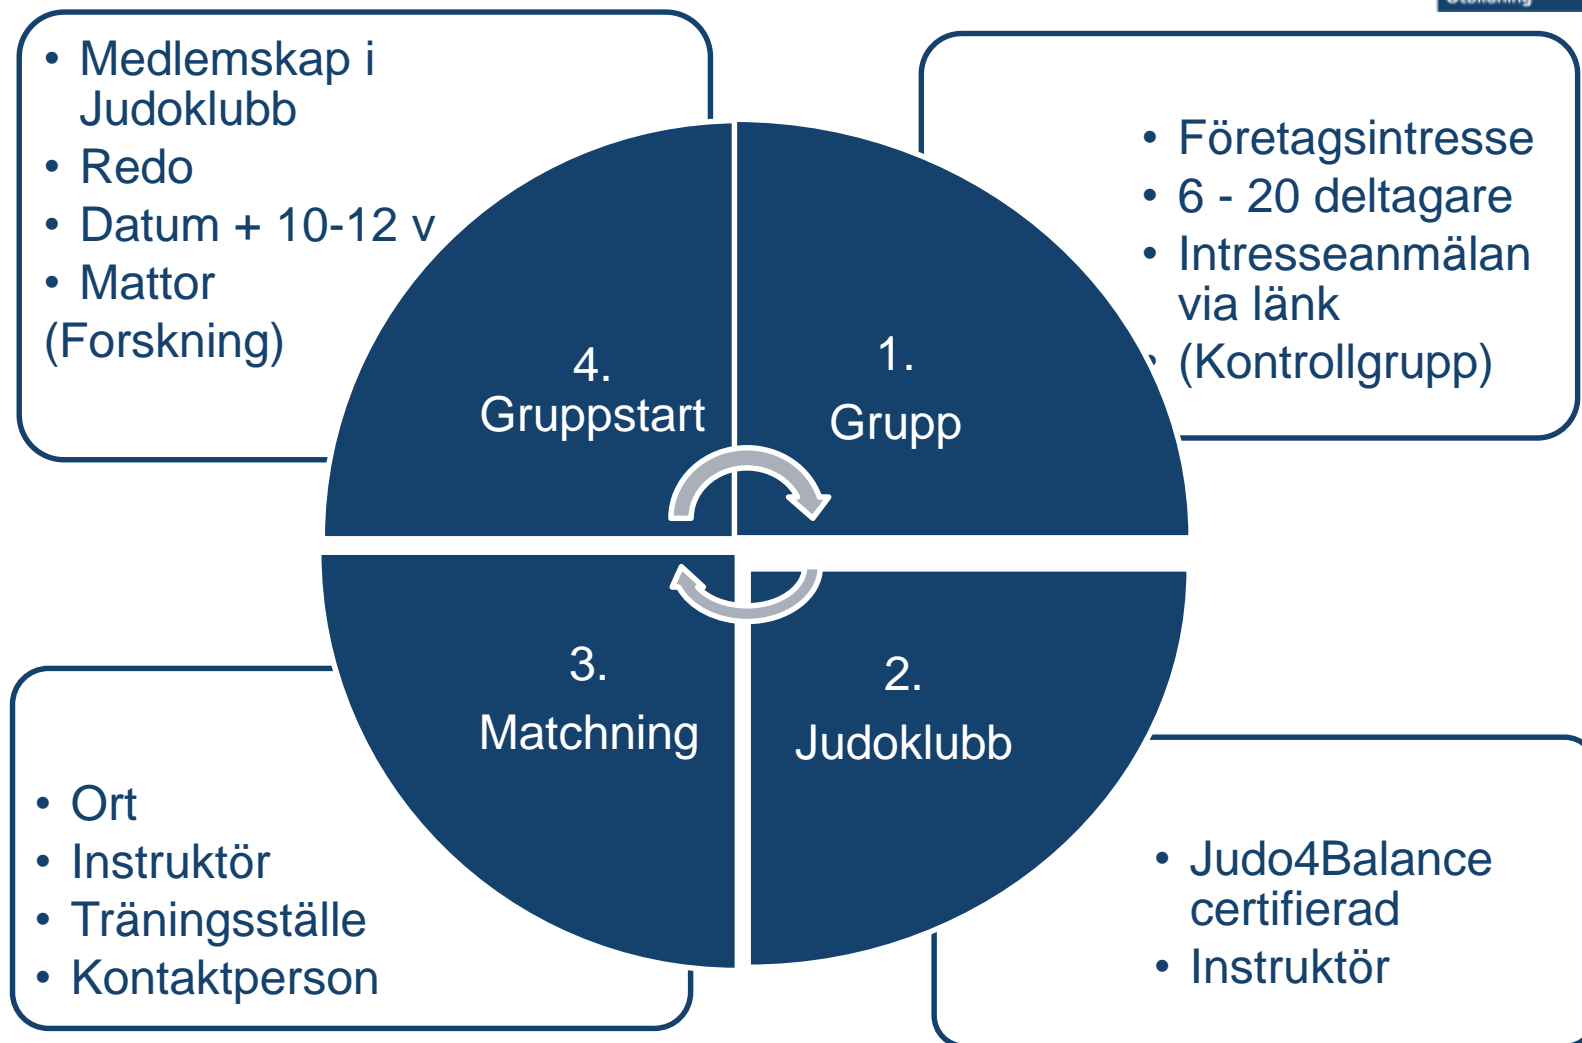 • Medlemskap i
Judoklubb
• Redo
• Datum + 10-12 v
• Mattor
(Forskning)
• Företagsintresse
• 6 - 20 deltagare
• Intresseanmälan
via länk
• (Kontrollgrupp)
4.
Gruppstart
1.
Grupp
3.
Matchning
2.
Judoklubb
• Ort
• Instruktör
• Träningsställe
• Kontaktperson
• Judo4Balance
certifierad
• Instruktör